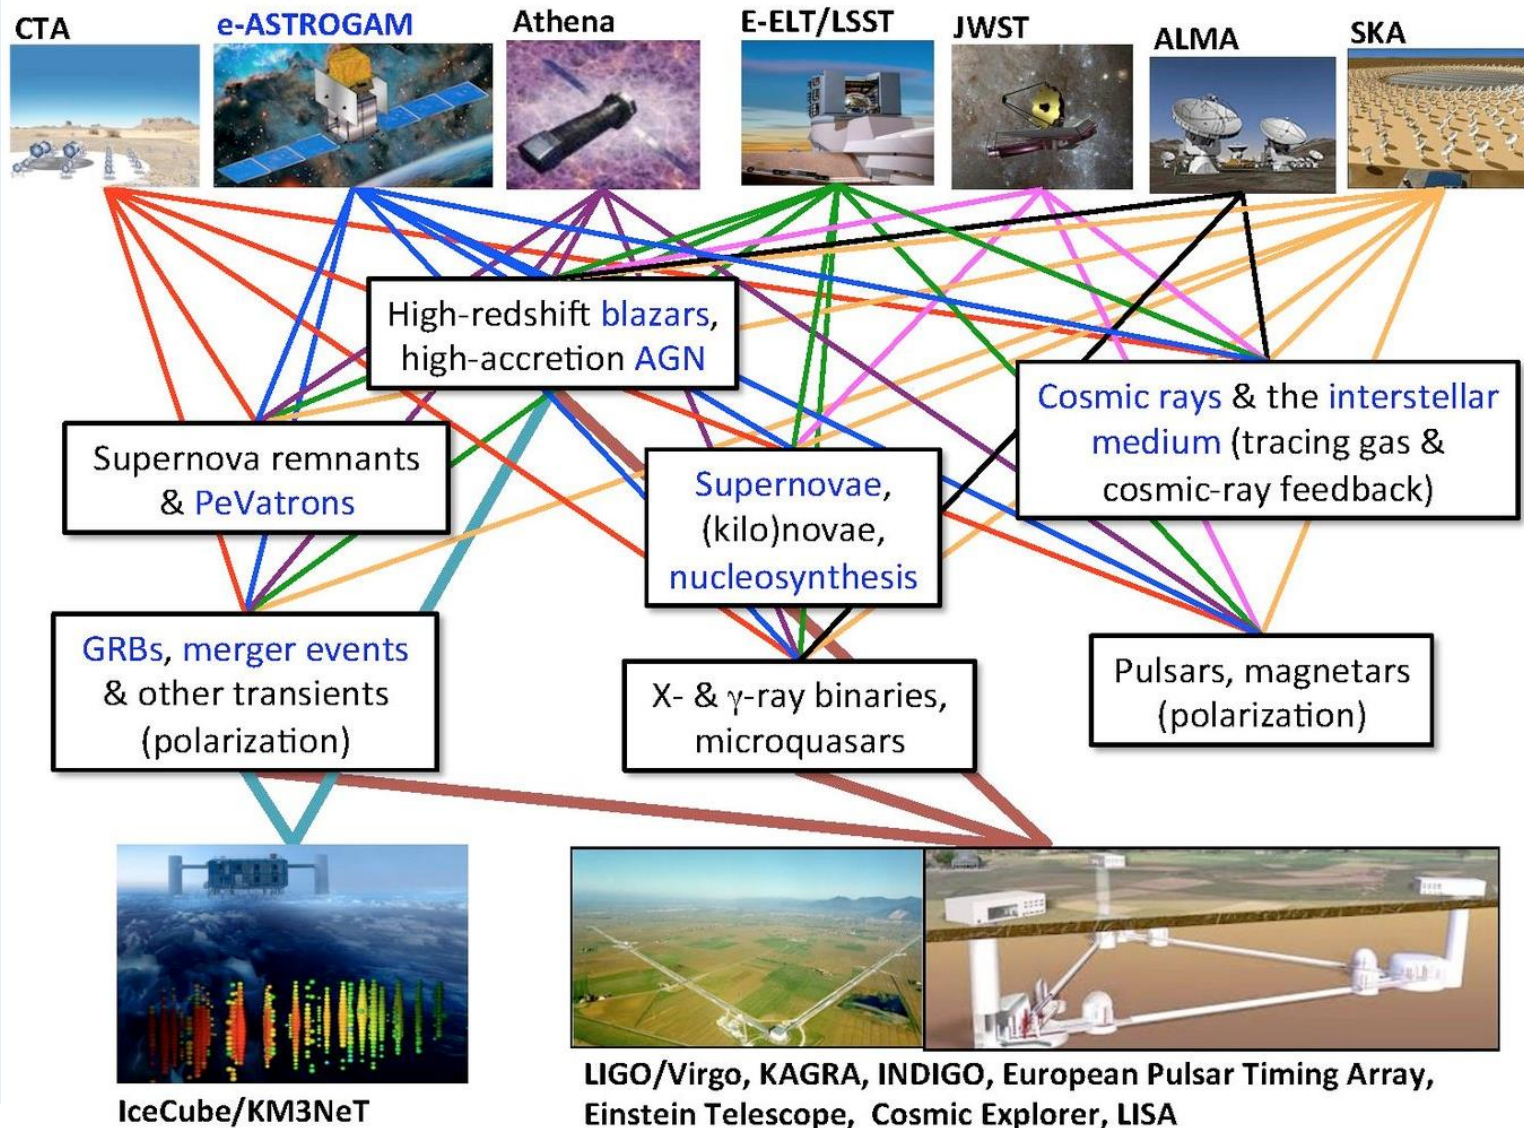 CTA
e-ASTROGAM
Athena
E-ELT/LSST
JWST
ALMA
SKA
High-redshift blazars,
high-accretion AGN
Cosmic rays & the interstellar
medium (tracing gas &
cosmic-ray feedback)
Supernova remnants
& PeVatrons
Supernovae,
(kilo)novae,
nucleosynthesis
GRBs, merger events
& other transients
(polarization)
X- & γ-ray binaries,
microquasars
Pulsars, magnetars
(polarization)
IceCube/KM3NeT
LIGO/Virgo, KAGRA, INDIGO, European Pulsar Timing Array,
Einstein Telescope, Cosmic Explorer, LISA